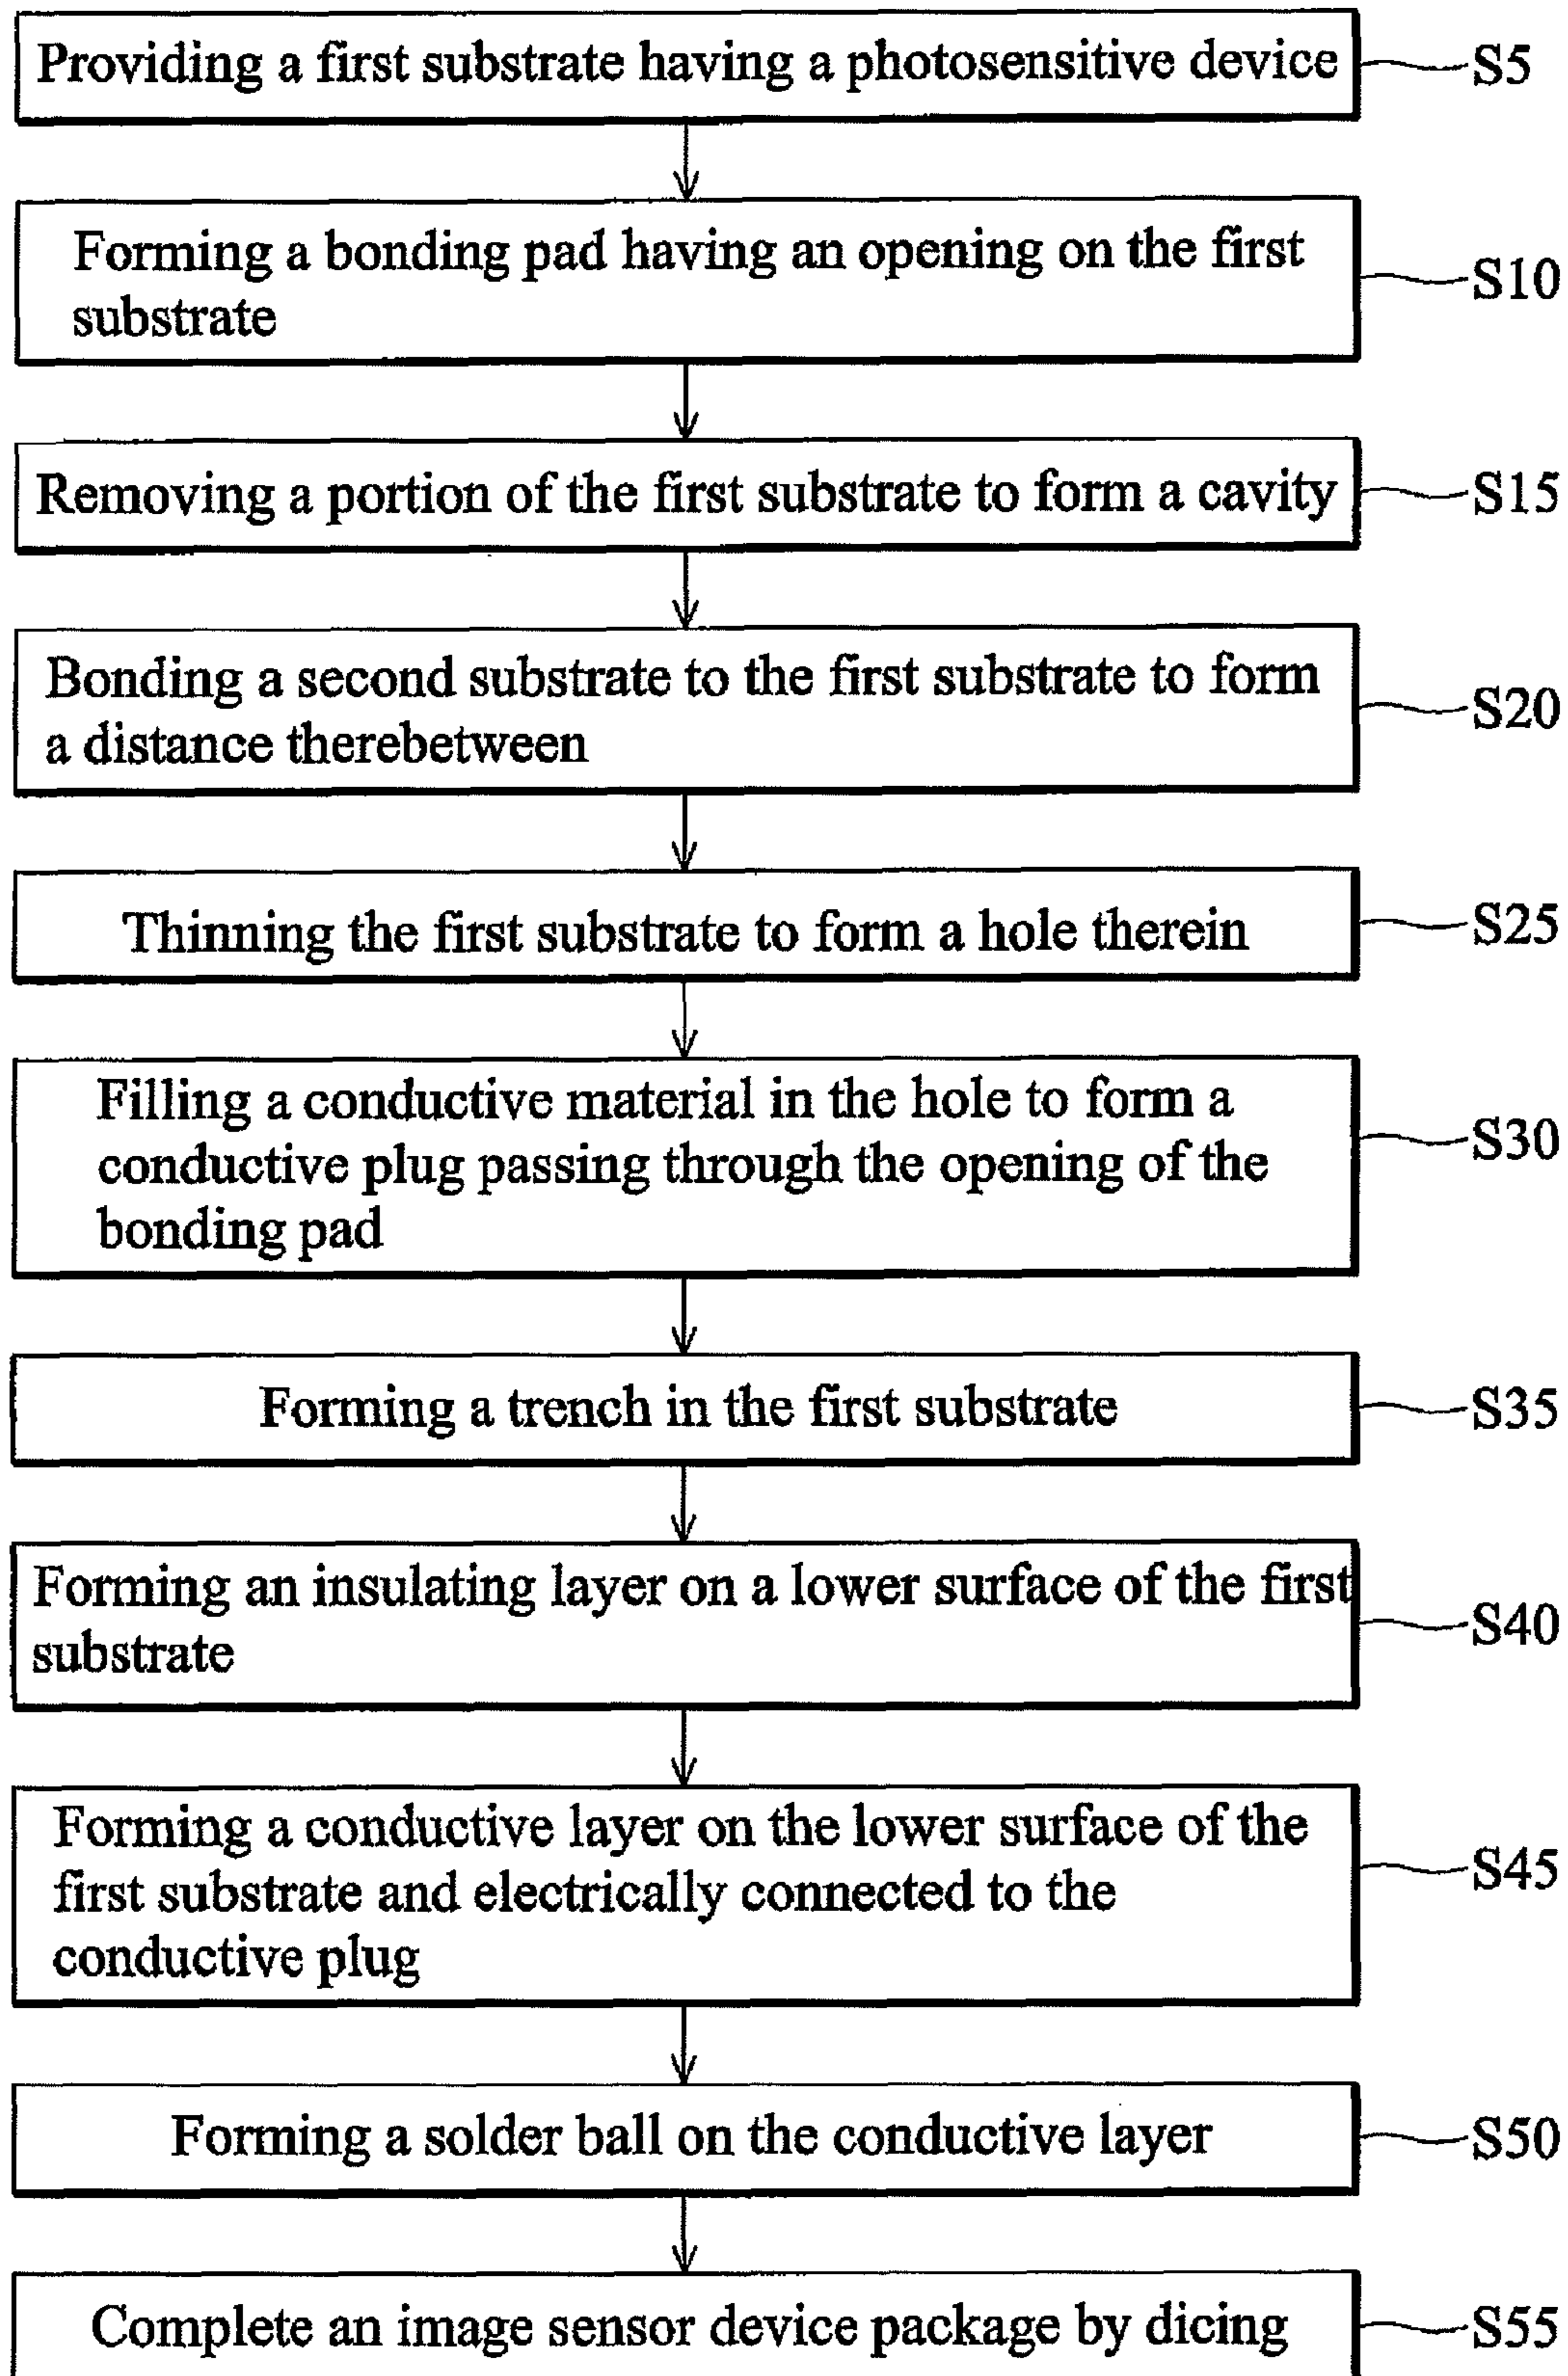 Providing a first substrate having a photosensitive device
S5
Forming a bonding pad having an opening on the first
substrate
S10
Removing a portion of the first substrate to form a cavity
S15
Bonding a second substrate to the first substrate to form
a distance therebetween
S20
Thinning the first substrate to form a hole therein
S25
Filling a conductive material in the hole to form a
conductive plug passing through the opening of the
bonding pad
S30
Forming a trench in the first substrate
S35
Forming an insulating layer on a lower surface of the first
substrate
S40
Forming a conductive layer on the lower surface of the
first substrate and electrically connected to the
conductive plug
S45
Forming a solder ball on the conductive layer
S50
Complete an image sensor device package by dicing
S55